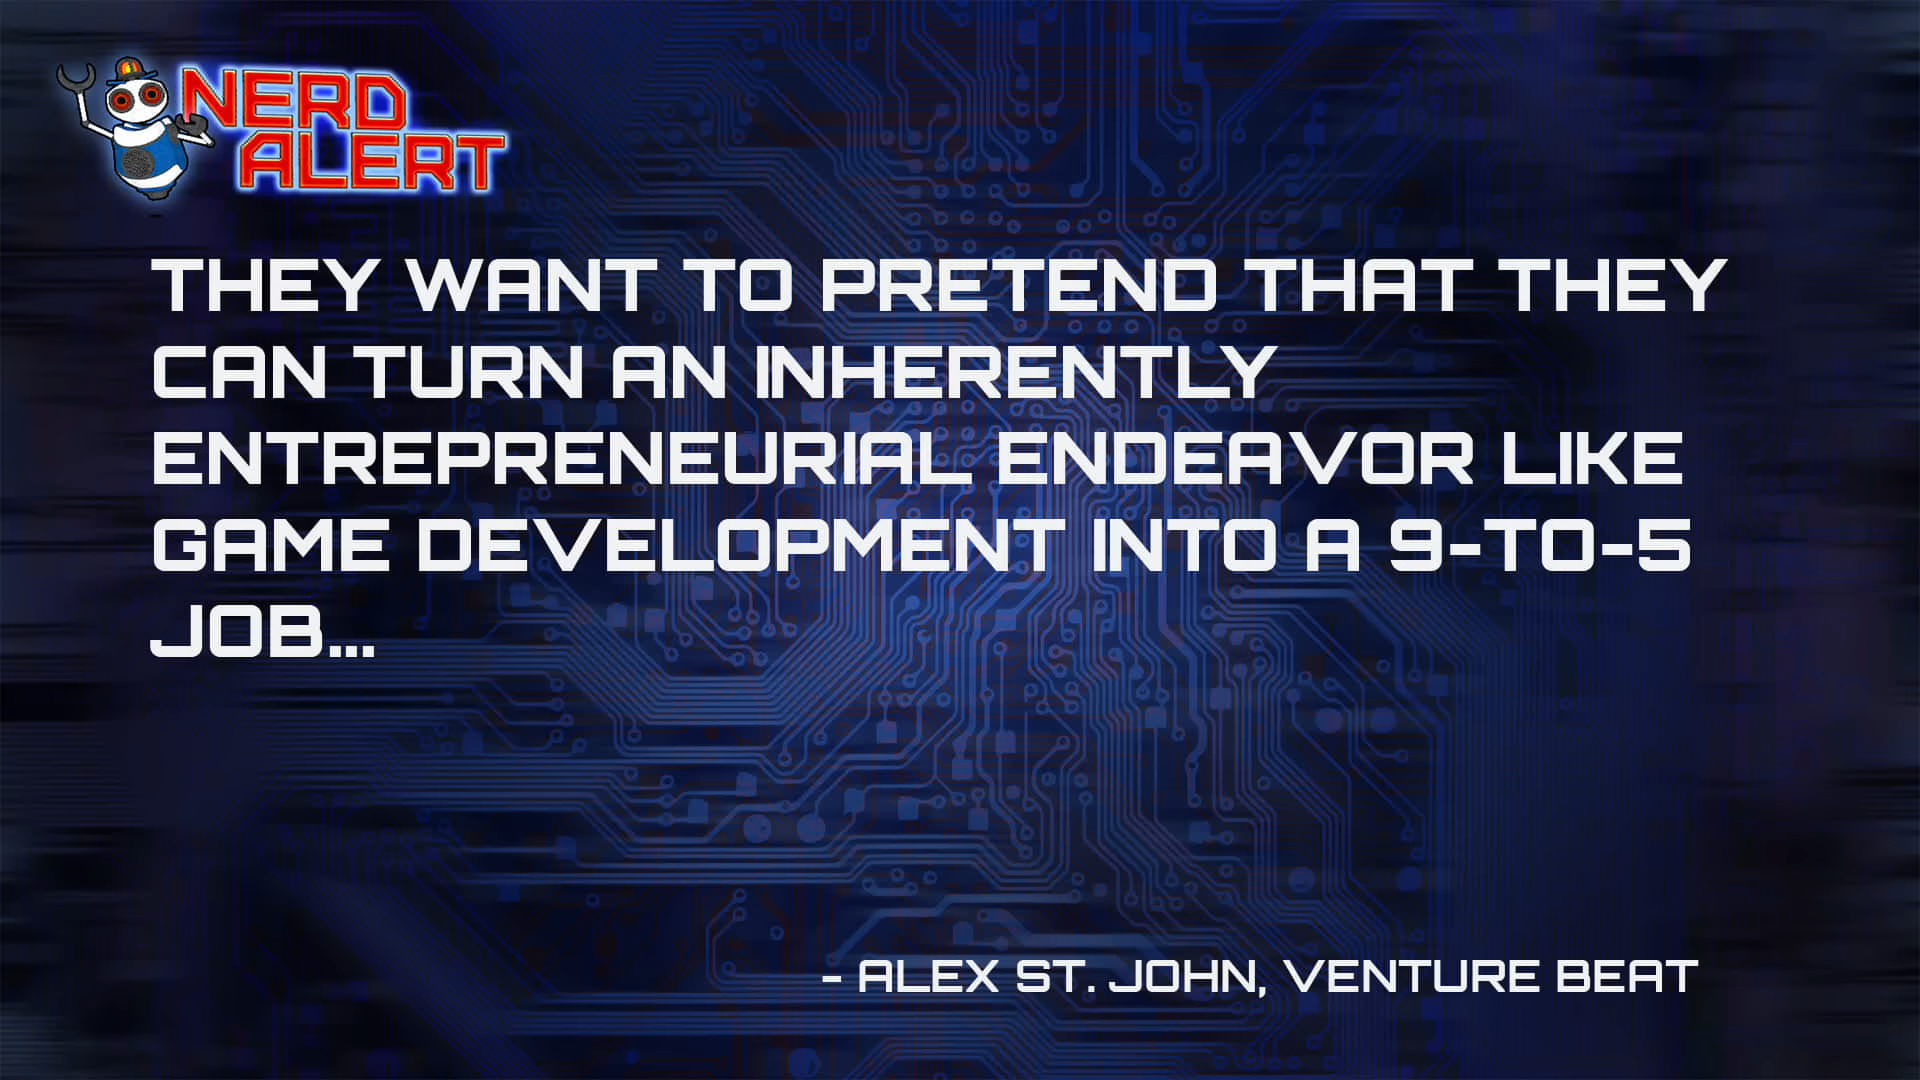 NERD
ALERT
THEY WANT TO PRETEND THAT THEY
CAN TURN AN INHERENTLY
ENTREPRENEURIAL ENDEAVOR LIKE
GAME DEVELOPMENT INTO A 9-TO-5
JOB...
- ALEX ST. JOHN, VENTURE BEAT